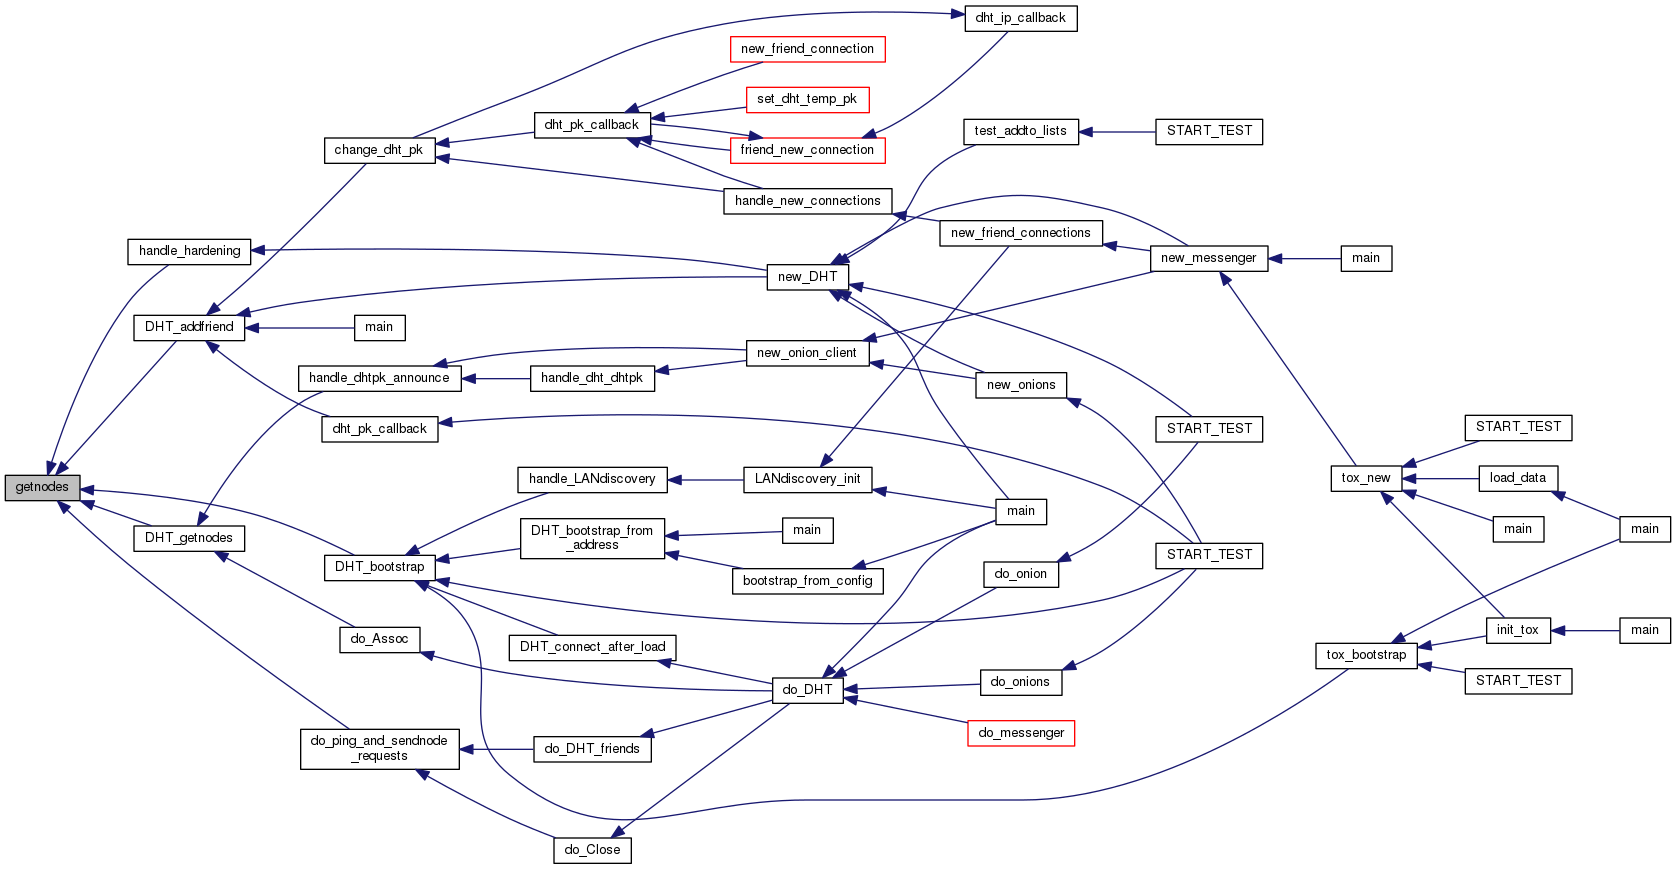 dht_ip_callback
new_friend_connection
set_dht_temp_pk
dht_pk_callback
test_addto_lists
START_TEST
change_dht_pk
friend_new_connection
handle_new_connections
new_friend_connections
handle_hardening
new_messenger
main
new_DHT
DHT_addfriend
main
new_onion_client
handle_dhtpk_announce
handle_dht_dhtpk
new_onions
dht_pk_callback
START_TEST
START_TEST
getnodes
handle_LANdiscovery
LANdiscovery_init
tox_new
load_data
main
DHT_getnodes
DHT_bootstrap_from
_address
main
main
main
START_TEST
DHT_bootstrap
bootstrap_from_config
do_onion
do_Assoc
DHT_connect_after_load
init_tox
main
tox_bootstrap
do_DHT
do_onions
START_TEST
do_ping_and_sendnode
_requests
do_DHT_friends
do_messenger
do_Close